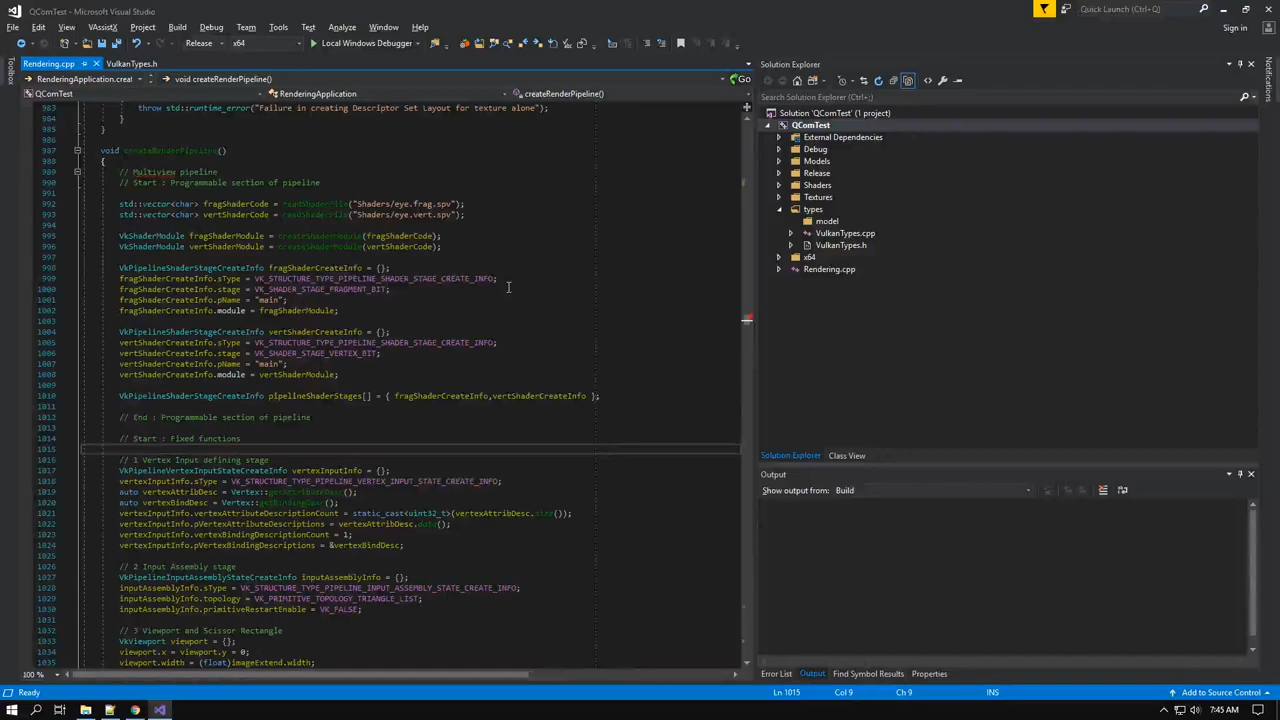 QComTest - Microsoft Visual Studio
Quick Launch (Ctrl+Q)
File Edit View VAssistX Project Build Debug Team Tools Test Analyze Window Help
Sign in
Release x64 Local Windows Debugger
Toolbox
Notifications
Rendering.cpp VulkanTypes.h
RenderingApplication.creat void createRenderPipeline() Go
QComTest RenderingApplication createRenderPipeline()
983 throw std::runtime_error("Failure in creating Descriptor Set Layout for texture alone");
984 }
985 }
986
987 void createRenderPipeline()
988 {
989 // Multiview pipeline
990 // Start : Programmable section of pipeline
991
992 std::vector<char> fragShaderCode = readShaderFile("Shaders/eye.frag.spv");
993 std::vector<char> vertShaderCode = readShaderFile("Shaders/eye.vert.spv");
994
995 VkShaderModule fragShaderModule = createShaderModule(fragShaderCode);
996 VkShaderModule vertShaderModule = createShaderModule(vertShaderCode);
997
998 VkPipelineShaderStageCreateInfo fragShaderCreateInfo = {};
999 fragShaderCreateInfo.sType = VK_STRUCTURE_TYPE_PIPELINE_SHADER_STAGE_CREATE_INFO;
1000 fragShaderCreateInfo.stage = VK_SHADER_STAGE_FRAGMENT_BIT;
1001 fragShaderCreateInfo.pName = "main";
1002 fragShaderCreateInfo.module = fragShaderModule;
1003
1004 VkPipelineShaderStageCreateInfo vertShaderCreateInfo = {};
1005 vertShaderCreateInfo.sType = VK_STRUCTURE_TYPE_PIPELINE_SHADER_STAGE_CREATE_INFO;
1006 vertShaderCreateInfo.stage = VK_SHADER_STAGE_VERTEX_BIT;
1007 vertShaderCreateInfo.pName = "main";
1008 vertShaderCreateInfo.module = vertShaderModule;
1009
1010 VkPipelineShaderStageCreateInfo pipelineShaderStages[] = { fragShaderCreateInfo,vertShaderCreateInfo };
1011
1012 // End : Programmable section of pipeline
1013
1014 // Start : Fixed functions
1015
1016 // 1 Vertex Input defining stage
1017 VkPipelineVertexInputStateCreateInfo vertexInputInfo = {};
1018 vertexInputInfo.sType = VK_STRUCTURE_TYPE_PIPELINE_VERTEX_INPUT_STATE_CREATE_INFO;
1019 auto vertexAttribDesc = Vertex::getAttributeDesc();
1020 auto vertexBindDesc = Vertex::getBindingDesc();
1021 vertexInputInfo.vertexAttributeDescriptionCount = static_cast<uint32_t>(vertexAttribDesc.size());
1022 vertexInputInfo.pVertexAttributeDescriptions = vertexAttribDesc.data();
1023 vertexInputInfo.vertexBindingDescriptionCount = 1;
1024 vertexInputInfo.pVertexBindingDescriptions = &vertexBindDesc;
1025
1026 // 2 Input Assembly stage
1027 VkPipelineInputAssemblyStateCreateInfo inputAssemblyInfo = {};
1028 inputAssemblyInfo.sType = VK_STRUCTURE_TYPE_PIPELINE_INPUT_ASSEMBLY_STATE_CREATE_INFO;
1029 inputAssemblyInfo.topology = VK_PRIMITIVE_TOPOLOGY_TRIANGLE_LIST;
1030 inputAssemblyInfo.primitiveRestartEnable = VK_FALSE;
1031
1032 // 3 Viewport and Scissor Rectangle
1033 VkViewport viewport = {};
1034 viewport.x = viewport.y = 0;
1035 viewport.width = (float)imageExtend.width;
100 %
Solution Explorer
Search Solution Explorer (Ctrl+;)
Solution 'QComTest' (1 project)
QComTest
External Dependencies
Debug
Models
Release
Shaders
Textures
types
model
VulkanTypes.cpp
VulkanTypes.h
x64
Rendering.cpp
Solution Explorer Class View
Output
Show output from: Build
Error List Output Find Symbol Results Properties
Ready Ln 1015 Col 9 Ch 9 INS Add to Source Control
7:45 AM